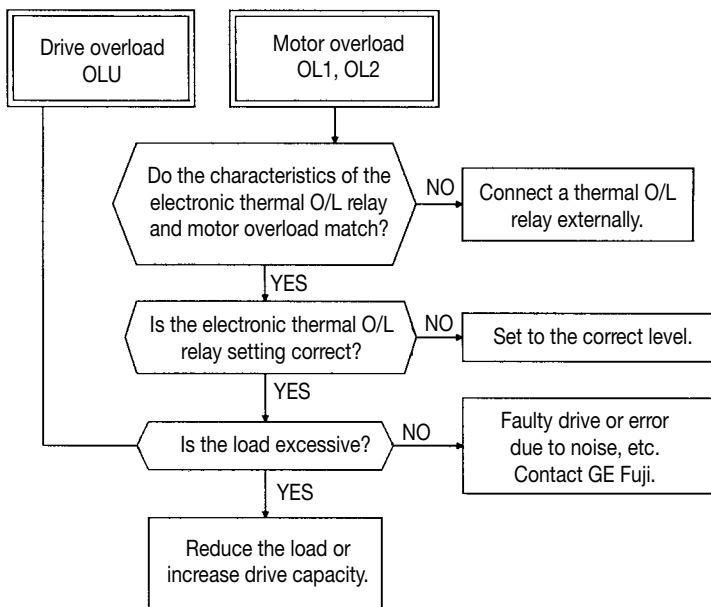 Drive overload
OLU
Motor overload
OL1, OL2
Do the characteristics of the
electronic thermal O/L relay
and motor overload match?
NO
Connect a thermal O/L
relay externally.
YES
Is the electronic thermal O/L
relay setting correct?
NO
Set to the correct level.
YES
Is the load excessive?
NO
Faulty drive or error
due to noise, etc.
Contact GE Fuji.
YES
Reduce the load or
increase drive capacity.